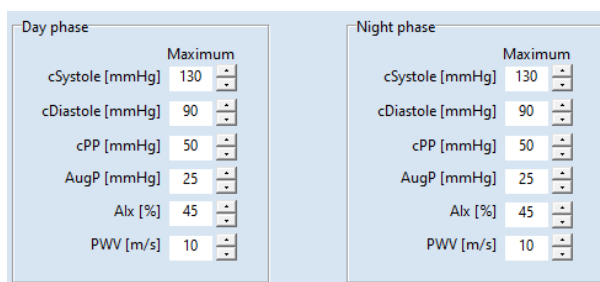 Day phase
Maximum
cSystole [mmHg] 130
cDiastole [mmHg] 90
cPP [mmHg] 50
AugP [mmHg] 25
AIx [%] 45
PWV [m/s] 10
Night phase
Maximum
cSystole [mmHg] 130
cDiastole [mmHg] 90
cPP [mmHg] 50
AugP [mmHg] 25
AIx [%] 45
PWV [m/s] 10